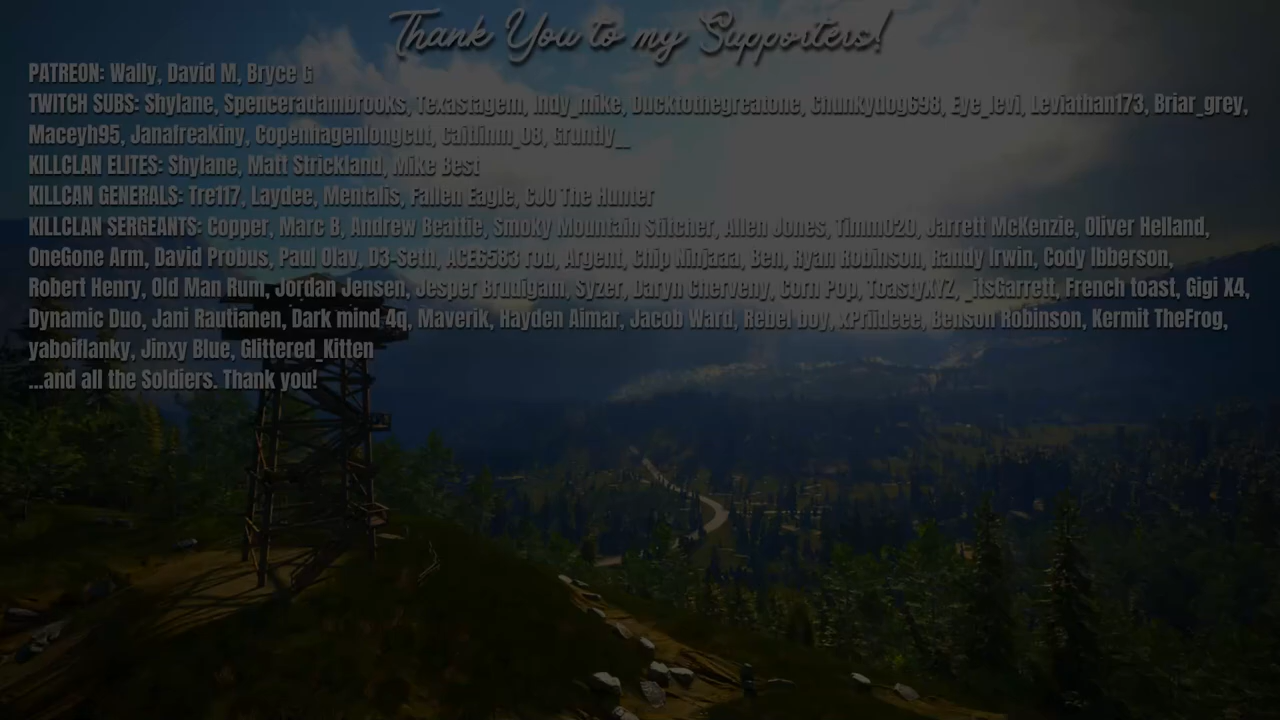 Thank You to my Supporters!
PATREON: Wally, David M, Bryce G
TWITCH SUBS: Shylane, Spenceradambrooks, Texastagem, Indy_mike, Ducktothegreatone, Chunkydog698, Eye_levi, Leviathan173, Briar_grey,
Maceyh95, Janafreakiny, Copenhagenlongcut, Caitlinm_08, Gruntly__
KILLCLAN ELITES: Shylane, Matt Strickland, Mike Best
KILLCAN GENERALS: Tre117, Laydee, Mentalis, Fallen Eagle, CJO The Hunter
KILLCLAN SERGEANTS: Copper, Marc B, Andrew Beattie, Smoky Mountain Stitcher, Allen Jones, Timm020, Jarrett McKenzie, Oliver Helland,
OneGone Arm, David Probus, Paul Olav, D3-Seth, ACE6583 rob, Argent, Chip Ninjaaa, Ben, Ryan Robinson, Randy Irwin, Cody Ibberson,
Robert Henry, Old Man Rum, Jordan Jensen, Jesper Brudigam, Syzer, Daryn Cherveny, Corn Pop, ToastyXYZ, _itsGarrett, French toast, Gigi X4,
Dynamic Duo, Jani Rautianen, Dark mind 4q, Maverik, Hayden Aimar, Jacob Ward, Rebel boy, xPriideee, Benson Robinson, Kermit TheFrog,
yaboiflanky, Jinxy Blue, Glittered_Kitten
...and all the Soldiers. Thank you!